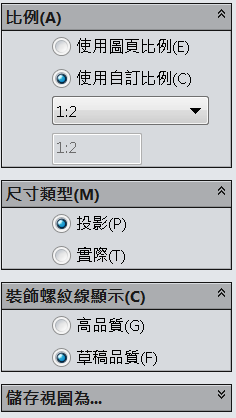 比例(A)
使用圖頁比例(E)
使用自訂比例(C)
1:2
1:2
尺寸類型(M)
投影(P)
實際(T)
裝飾螺紋線顯示(C)
高品質(G)
草稿品質(F)
儲存視圖為...